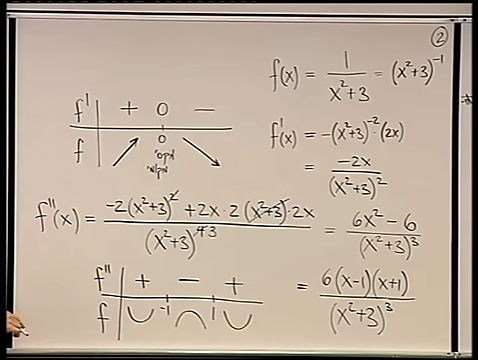 ②
f(x) = 1/(x²+3) = (x²+3)⁻¹
f' | + 0 −
f | ↗ 0 ↘
f'(x) = −(x²+3)⁻²·(2x)
= −2x/(x²+3)²
f''(x) = (−2(x²+3)² + 2x·2(x²+3)·2x)/(x²+3)⁴ ³ = (6x²−6)/(x²+3)³
f'' | + − +
f | ∪ −1 ∩ 1 ∪
= 6(x−1)(x+1)/(x²+3)³